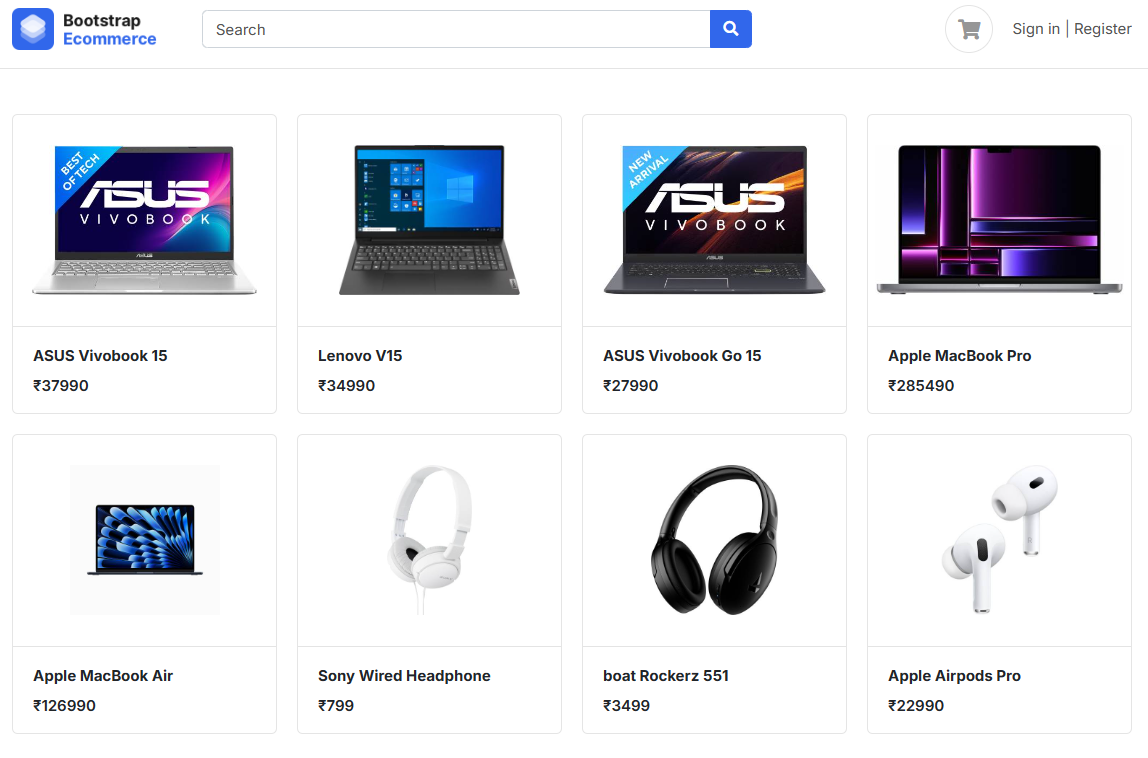 Bootstrap
Ecommerce
Search
Sign in | Register
BEST
OF TECH
ASUS
VIVOBOOK
ASUS
NEW
ARRIVAL
ASUS
VIVOBOOK
ASUS
ASUS Vivobook 15
₹37990
Lenovo V15
₹34990
ASUS Vivobook Go 15
₹27990
Apple MacBook Pro
₹285490
Apple MacBook Air
₹126990
Sony Wired Headphone
₹799
boat Rockerz 551
₹3499
Apple Airpods Pro
₹22990